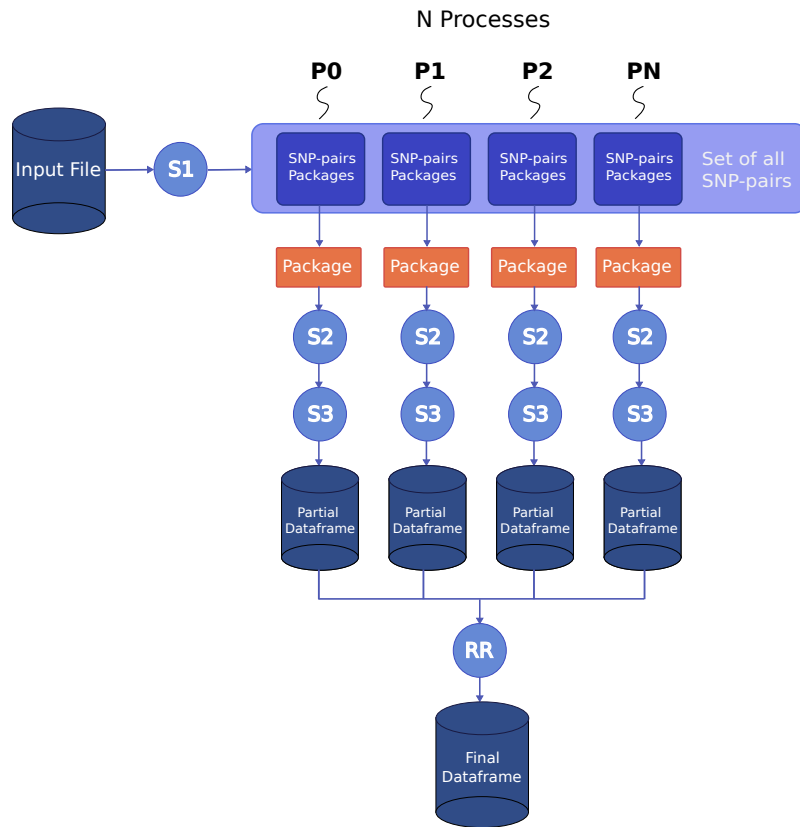 N Processes
P0
P1
P2
PN
Input File
S1
SNP-pairs
Packages
SNP-pairs
Packages
SNP-pairs
Packages
SNP-pairs
Packages
Set of all
SNP-pairs
Package
Package
Package
Package
S2
S2
S2
S2
S3
S3
S3
S3
Partial
Dataframe
Partial
Dataframe
Partial
Dataframe
Partial
Dataframe
RR
Final
Dataframe